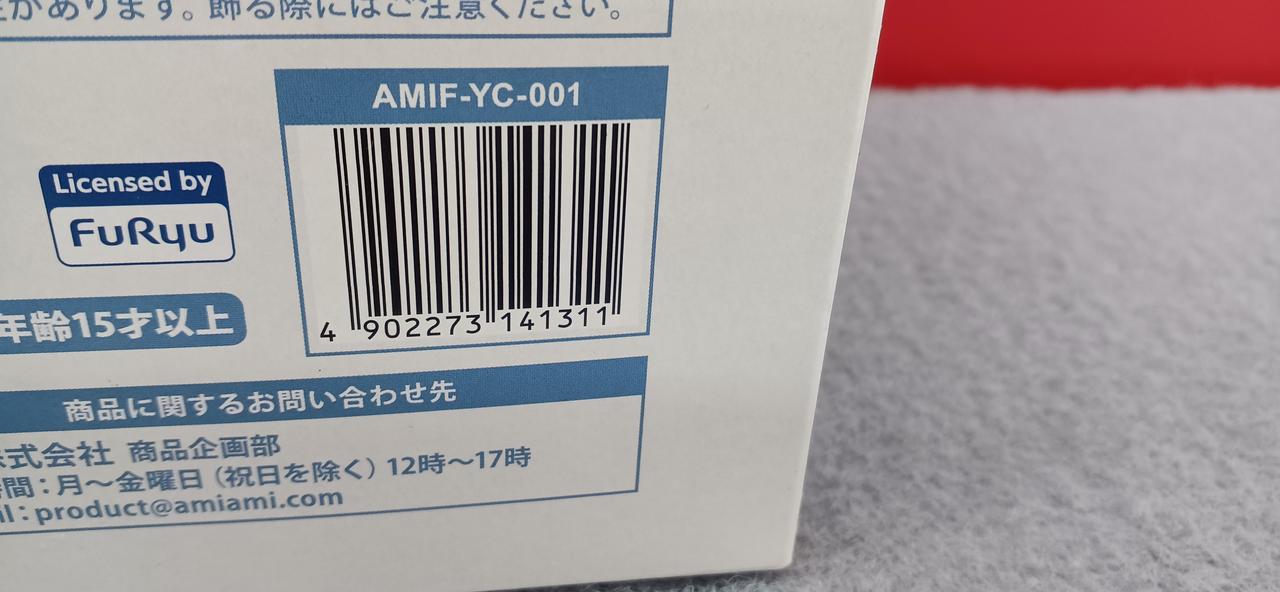 があります。飾る際にはご注意ください。
AMIF-YC-001
4 902273 141311
Licensed by
FuRyu
年齢15才以上
商品に関するお問い合わせ先
式会社 商品企画部
間：月～金曜日（祝日を除く）12時～17時
il：product@amiami.com